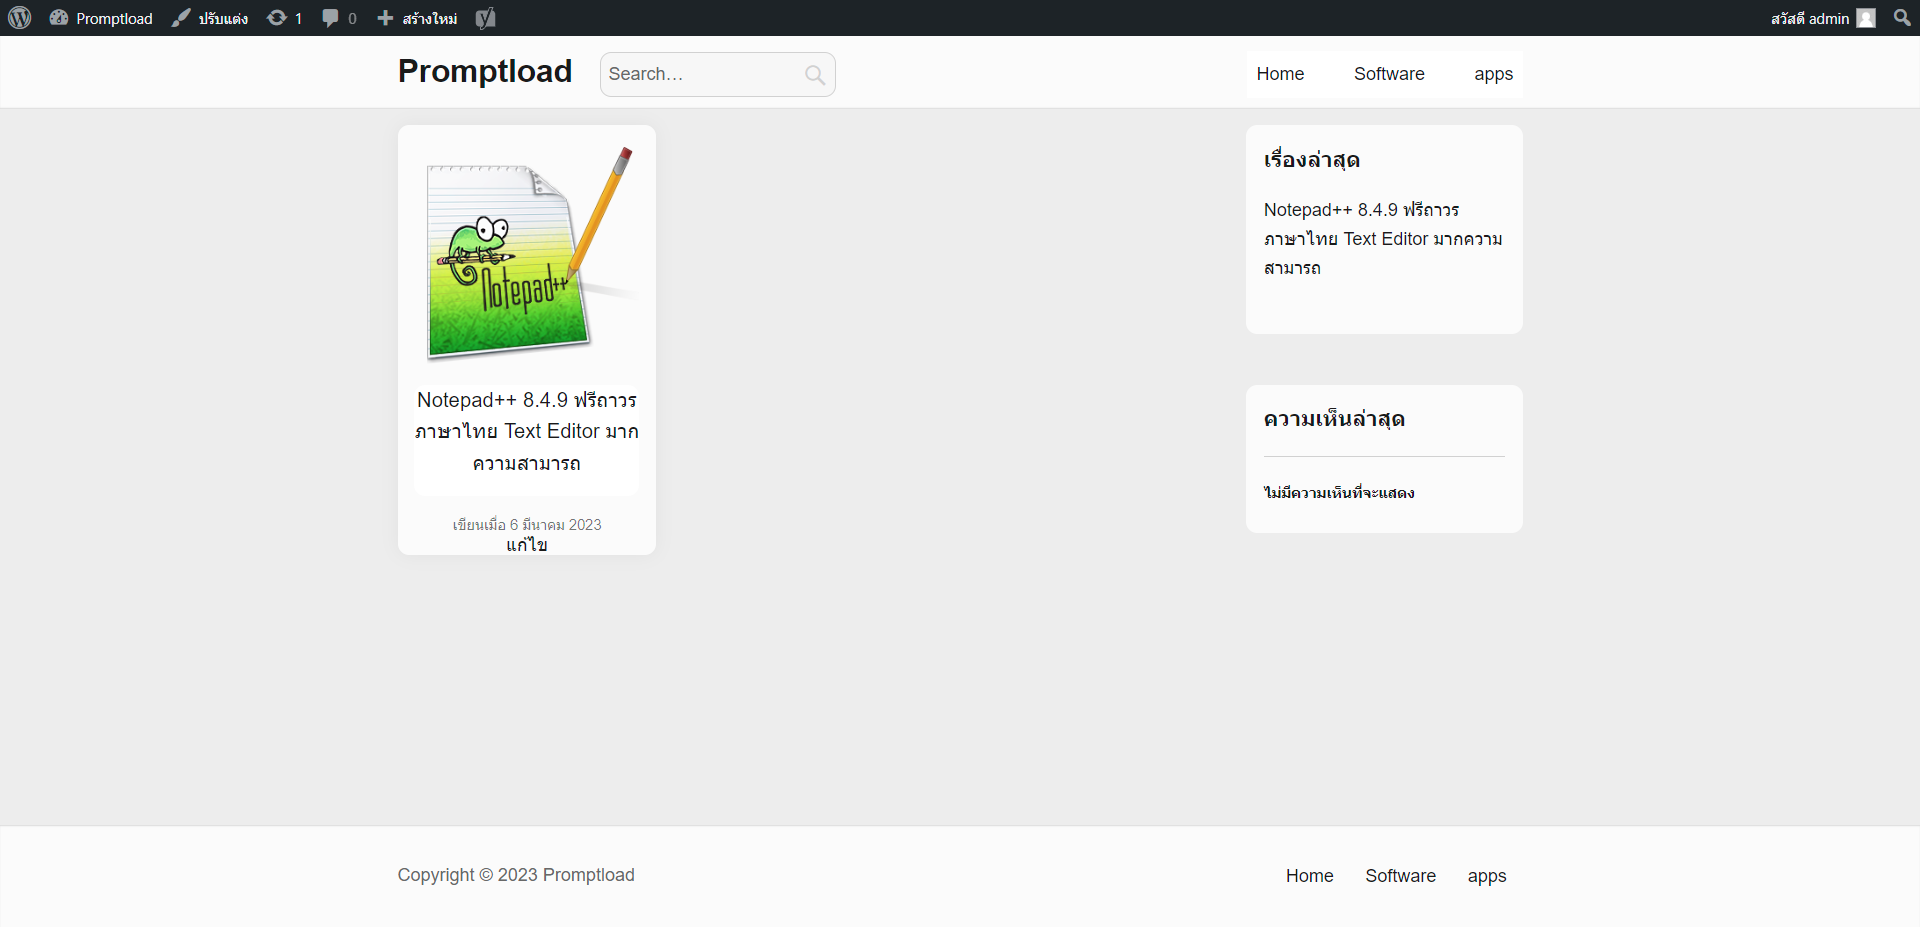 Promptload ปรับแต่ง 1 0 สร้างใหม่ สวัสดี admin
Promptload Search… Home Software apps
Notepad++
Notepad++ 8.4.9 ฟรีถาวร
ภาษาไทย Text Editor มาก
ความสามารถ
เขียนเมื่อ 6 มีนาคม 2023
แก้ไข
เรื่องล่าสุด
Notepad++ 8.4.9 ฟรีถาวร
ภาษาไทย Text Editor มากความ
สามารถ
ความเห็นล่าสุด
ไม่มีความเห็นที่จะแสดง
Copyright © 2023 Promptload Home Software apps